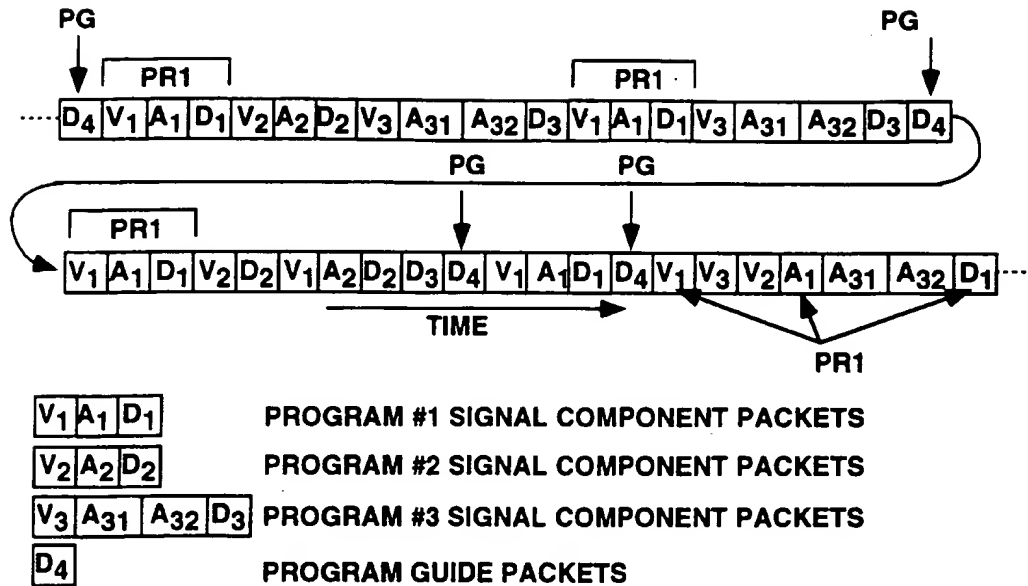 PG PG
PR1 PR1
D4 V1 A1 D1 V2 A2 D2 V3 A31 A32 D3 V1 A1 D1 V3 A31 A32 D3 D4
PG PG
PR1
V1 A1 D1 V2 D2 V1 A2 D2 D3 D4 V1 A1 D1 D4 V1 V3 V2 A1 A31 A32 D1
TIME
PR1
V1 A1 D1 PROGRAM #1 SIGNAL COMPONENT PACKETS
V2 A2 D2 PROGRAM #2 SIGNAL COMPONENT PACKETS
V3 A31 A32 D3 PROGRAM #3 SIGNAL COMPONENT PACKETS
D4 PROGRAM GUIDE PACKETS